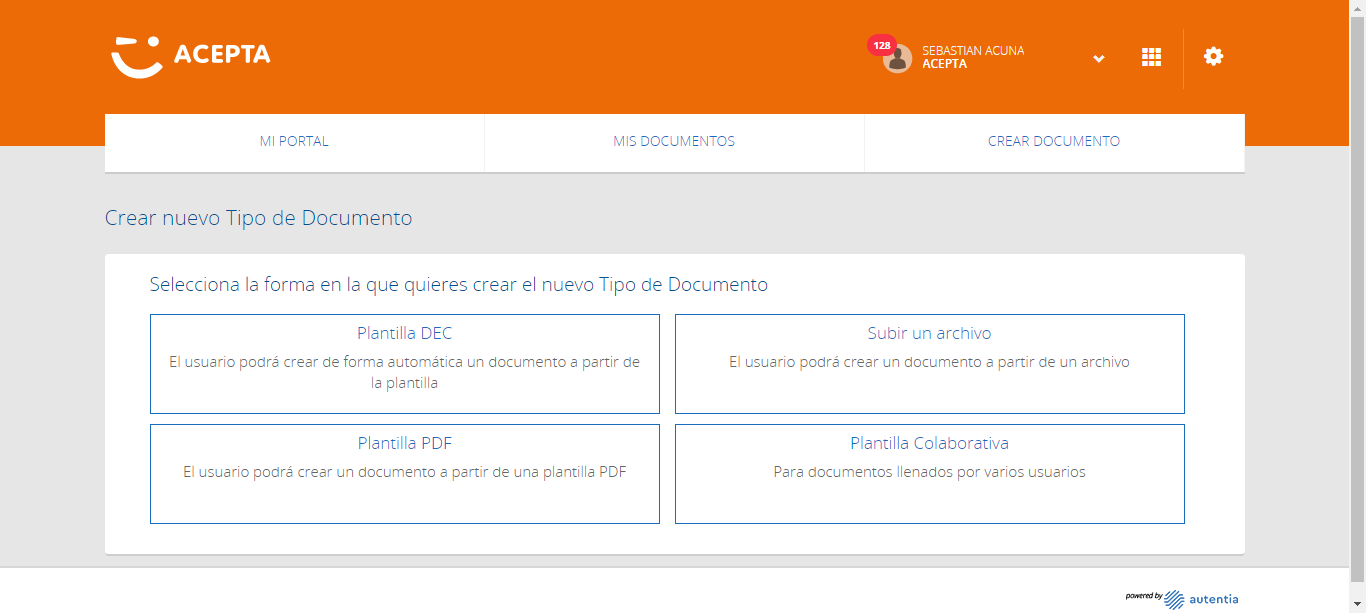 ACEPTA
128
SEBASTIAN ACUNA
ACEPTA
MI PORTAL
MIS DOCUMENTOS
CREAR DOCUMENTO
Crear nuevo Tipo de Documento
Selecciona la forma en la que quieres crear el nuevo Tipo de Documento
Plantilla DEC
El usuario podrá crear de forma automática un documento a partir de
la plantilla
Subir un archivo
El usuario podrá crear un documento a partir de un archivo
Plantilla PDF
El usuario podrá crear un documento a partir de una plantilla PDF
Plantilla Colaborativa
Para documentos llenados por varios usuarios
powered by autentia